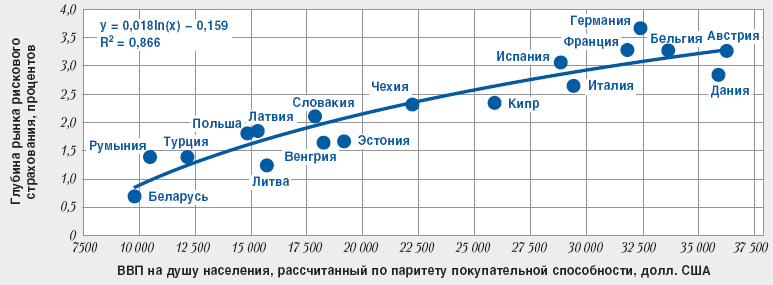 Глубина рынка рискового
страхования, процентов
4,0
3,5
3,0
2,5
2,0
1,5
1,0
0,5
0
y = 0,018ln(x) – 0,159
R² = 0,866
Германия
Франция
Бельгия
Австрия
Испания
Италия
Дания
Чехия
Кипр
Словакия
Польша
Латвия
Эстония
Венгрия
Румыния
Турция
Литва
Беларусь
7500
10 000
12 500
15 000
17 500
20 000
22 500
25 000
27 500
30 000
32 500
35 000
37 500
ВВП на душу населения, рассчитанный по паритету покупательной способности, долл. США